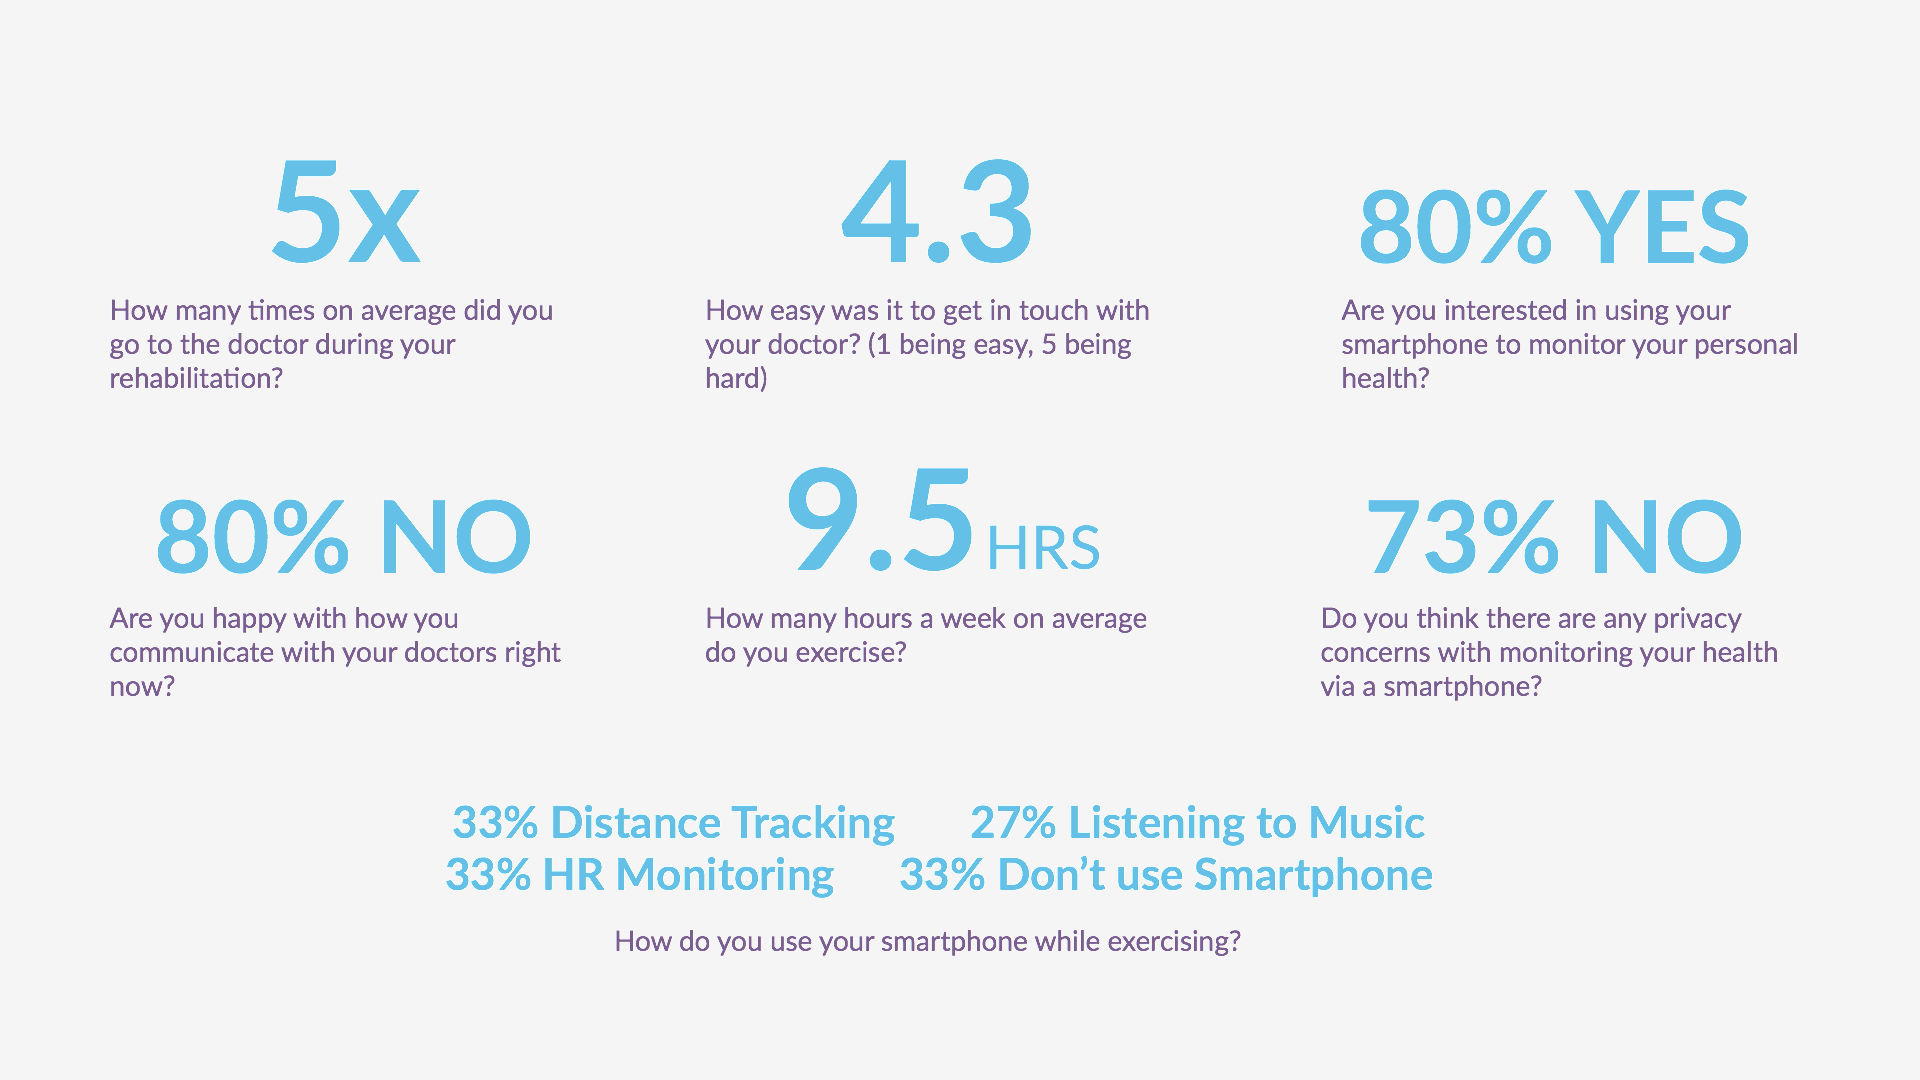 5x
How many times on average did you
go to the doctor during your
rehabilitation?
4.3
How easy was it to get in touch with
your doctor? (1 being easy, 5 being
hard)
80% YES
Are you interested in using your
smartphone to monitor your personal
health?
80% NO
Are you happy with how you
communicate with your doctors right
now?
9.5 HRS
How many hours a week on average
do you exercise?
73% NO
Do you think there are any privacy
concerns with monitoring your health
via a smartphone?
33% Distance Tracking 27% Listening to Music
33% HR Monitoring 33% Don’t use Smartphone
How do you use your smartphone while exercising?